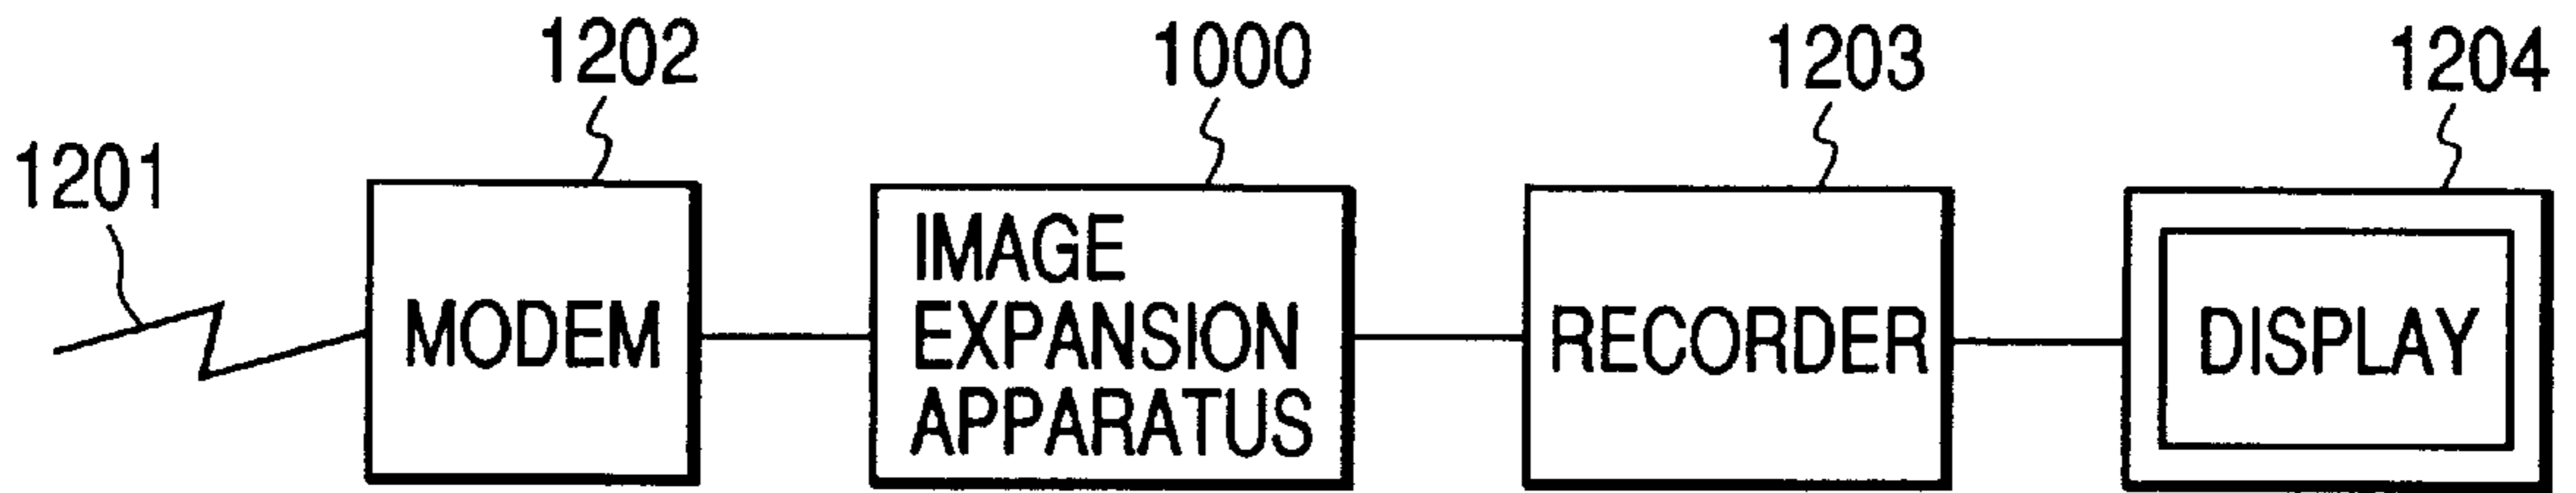 1202
1000
1203
1204
1201
MODEM
IMAGE
EXPANSION
APPARATUS
RECORDER
DISPLAY